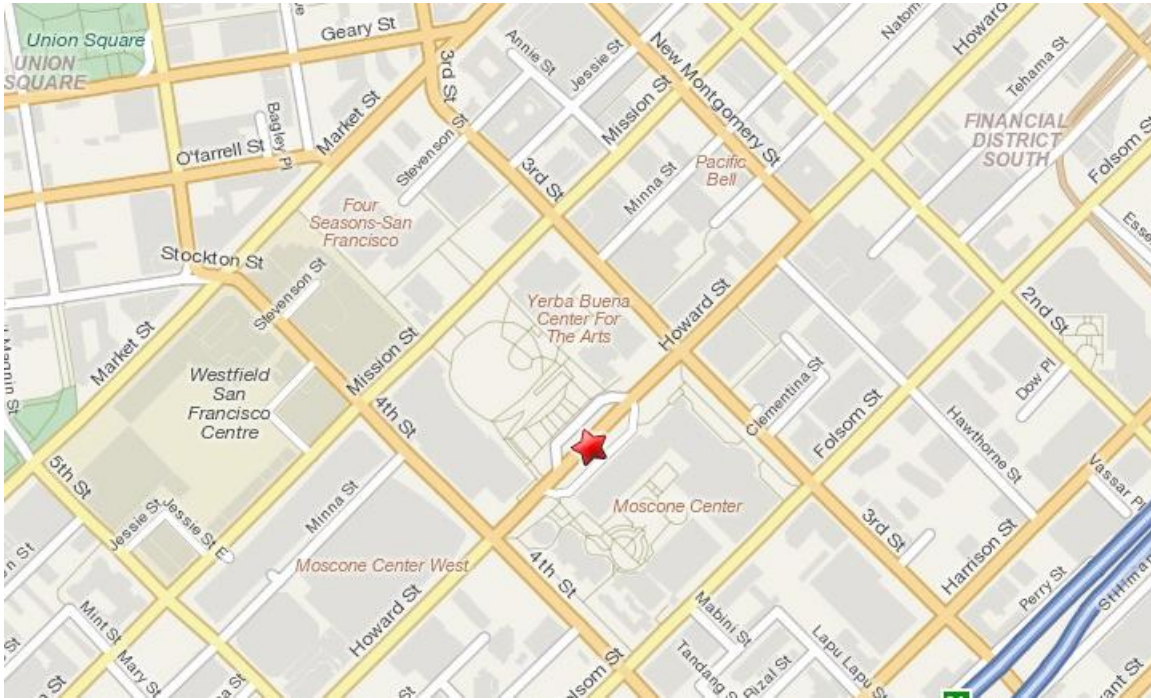 Union Square
UNION
SQUARE
Geary St
3rd St
Annie St
Jessie St
New Montgomery St
Howard St
Tehama St
FINANCIAL
DISTRICT
SOUTH
Folsom St
Market St
Bagley Pl
O'farrell St
Stevenson St
Mission St
3rd St
Minna St
Pacific
Bell
Four
Seasons-San
Francisco
Stockton St
Stevenson St
Yerba Buena
Center For
The Arts
Howard St
2nd St
Market St
Mission St
Westfield
San
Francisco
Centre
4th St
Clementina St
Folsom St
Dow Pl
Hawthorne St
Vassar Pl
5th St
Jessie St
Jessie St E
Minna St
Moscone Center
3rd St
Harrison St
Moscone Center West
4th St
Perry St
Howard St
Mint St
Mary St
Mabini St
Lapu Lapu St
Rizal St